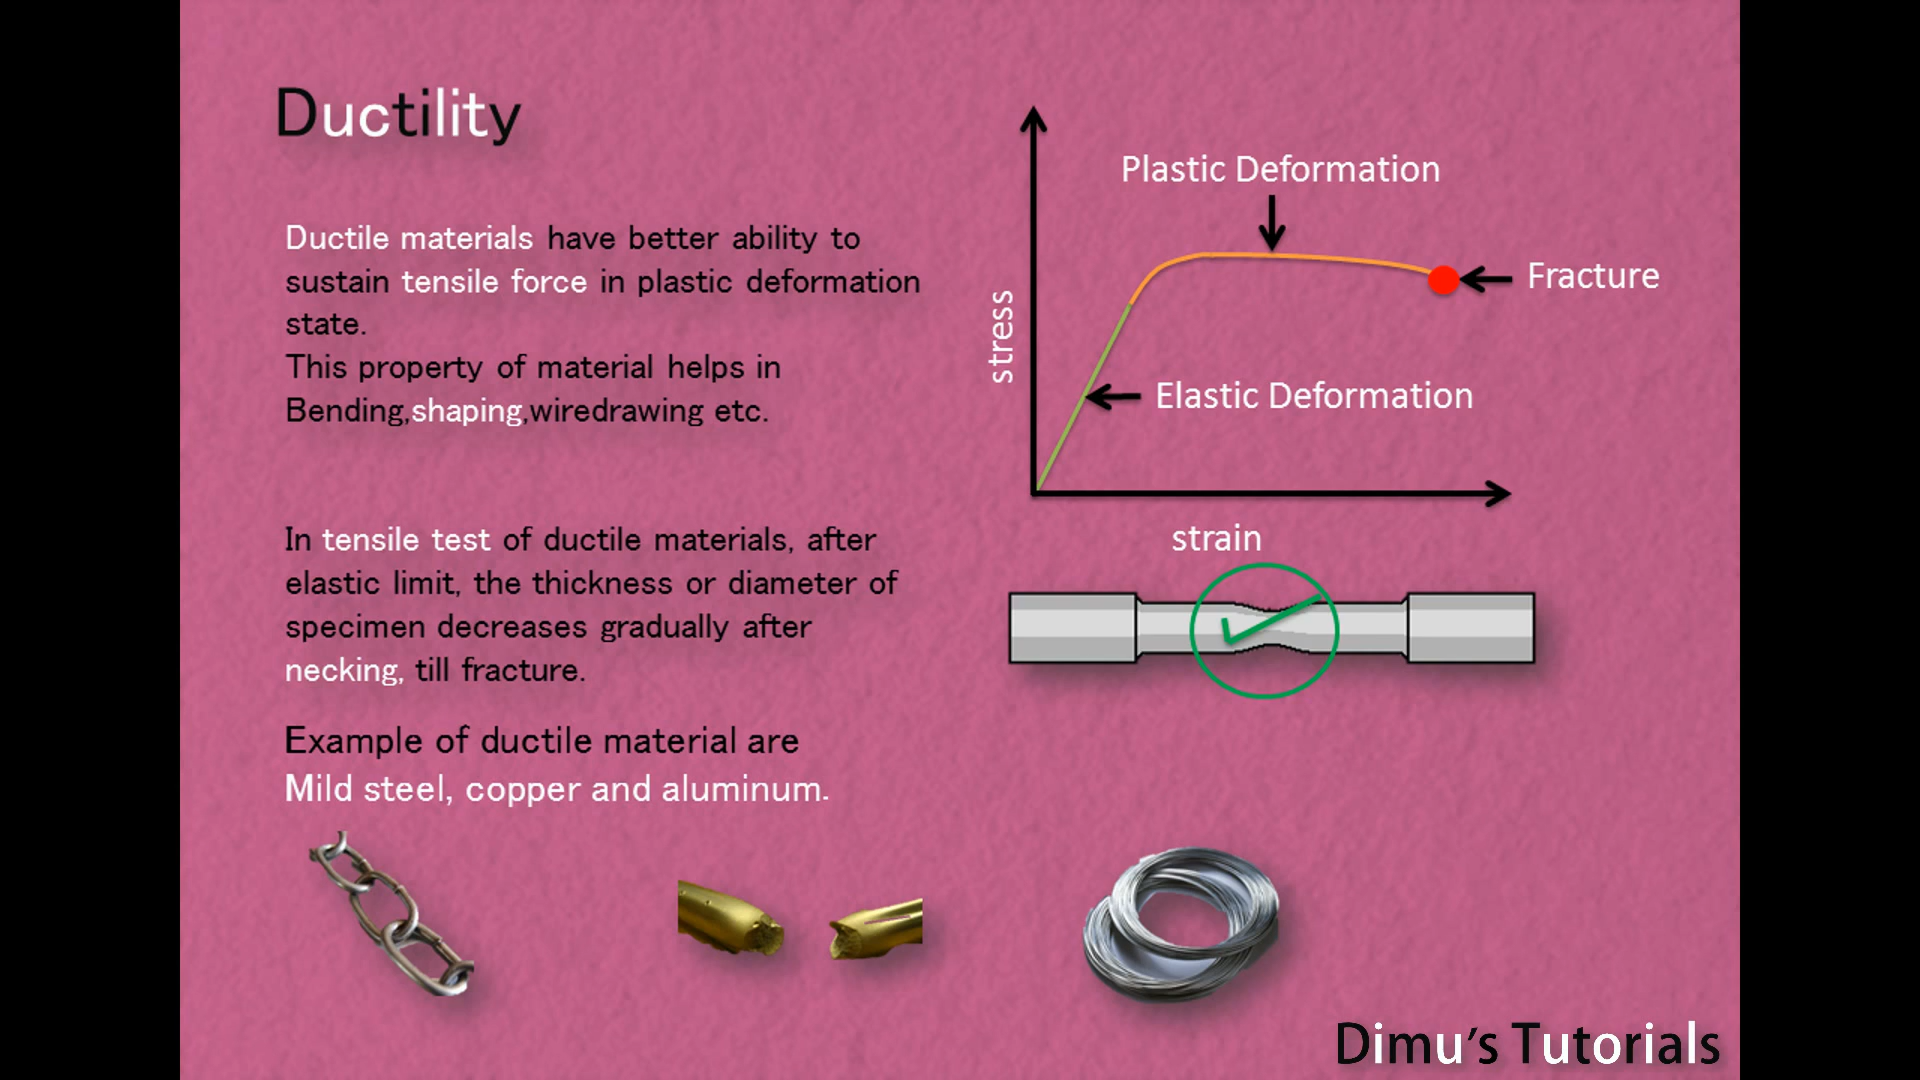 Ductility
Ductile materials have better ability to
sustain tensile force in plastic deformation
state.
This property of material helps in
Bending,shaping,wiredrawing etc.
In tensile test of ductile materials, after
elastic limit, the thickness or diameter of
specimen decreases gradually after
necking, till fracture.
Example of ductile material are
Mild steel, copper and aluminum.
Plastic Deformation
Fracture
stress
Elastic Deformation
strain
Dimu's Tutorials